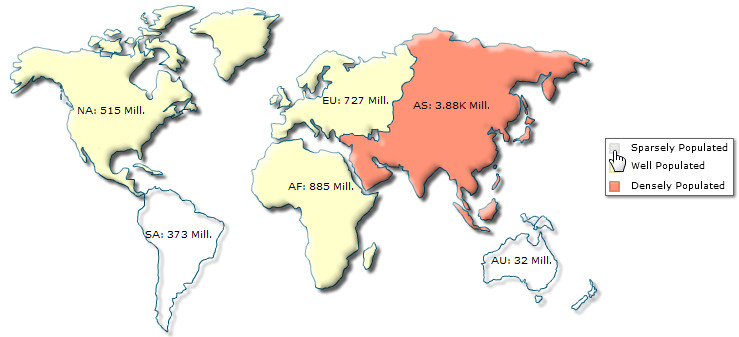 NA: 515 Mill.
EU: 727 Mill.
AS: 3.88K Mill.
Sparsely Populated
Well Populated
Densely Populated
AF: 885 Mill.
SA: 373 Mill.
AU: 32 Mill.